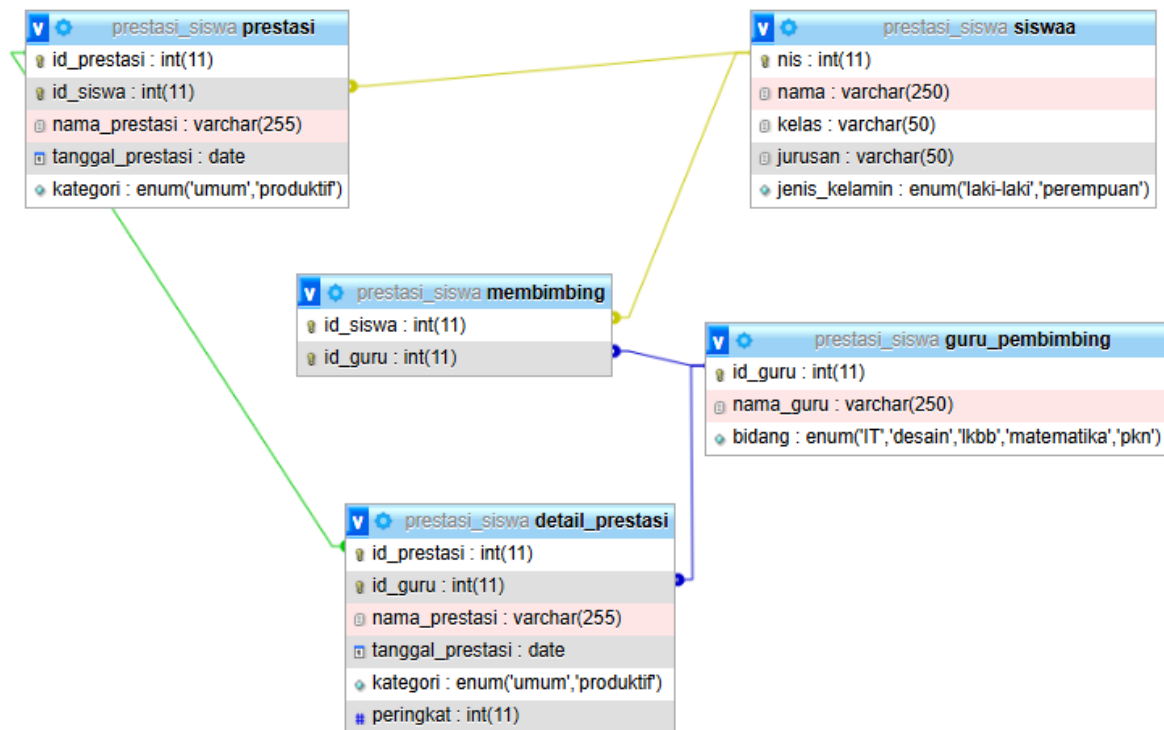 v prestasi_siswa prestasi
id_prestasi : int(11)
id_siswa : int(11)
nama_prestasi : varchar(255)
tanggal_prestasi : date
kategori : enum('umum','produktif')
v prestasi_siswa siswaa
nis : int(11)
nama : varchar(250)
kelas : varchar(50)
jurusan : varchar(50)
jenis_kelamin : enum('laki-laki','perempuan')
v prestasi_siswa membimbing
id_siswa : int(11)
id_guru : int(11)
v prestasi_siswa guru_pembimbing
id_guru : int(11)
nama_guru : varchar(250)
bidang : enum('IT','desain','lkbb','matematika','pkn')
v prestasi_siswa detail_prestasi
id_prestasi : int(11)
id_guru : int(11)
nama_prestasi : varchar(255)
tanggal_prestasi : date
kategori : enum('umum','produktif')
# peringkat : int(11)